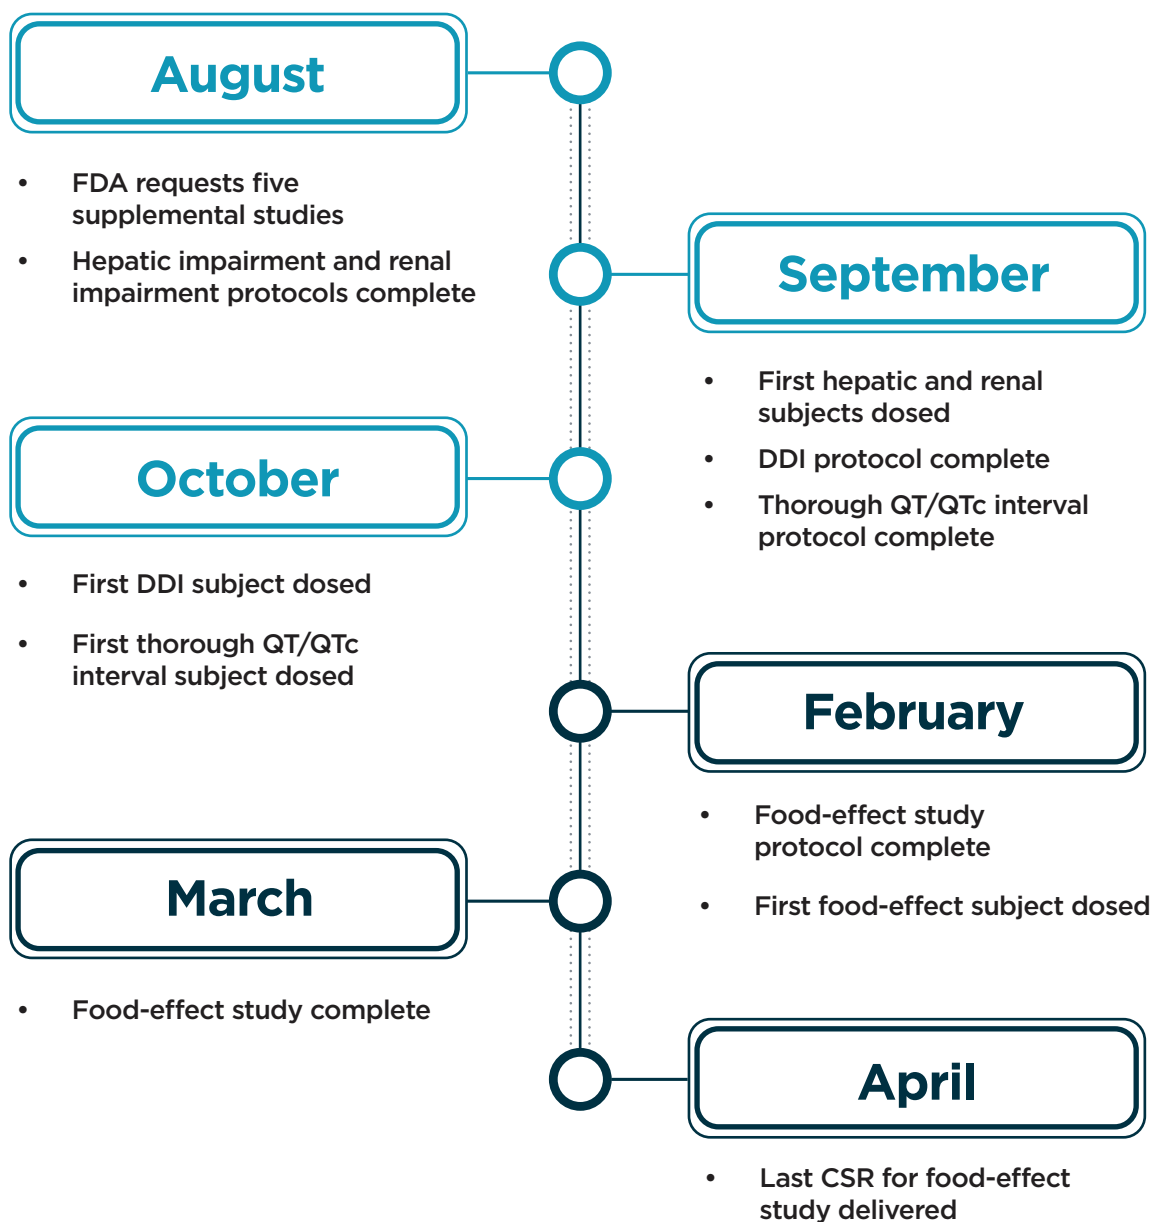 August
• FDA requests five
supplemental studies
• Hepatic impairment and renal
impairment protocols complete
September
• First hepatic and renal
subjects dosed
• DDI protocol complete
• Thorough QT/QTc interval
protocol complete
October
• First DDI subject dosed
• First thorough QT/QTc
interval subject dosed
February
• Food-effect study
protocol complete
• First food-effect subject dosed
March
• Food-effect study complete
April
• Last CSR for food-effect
study delivered